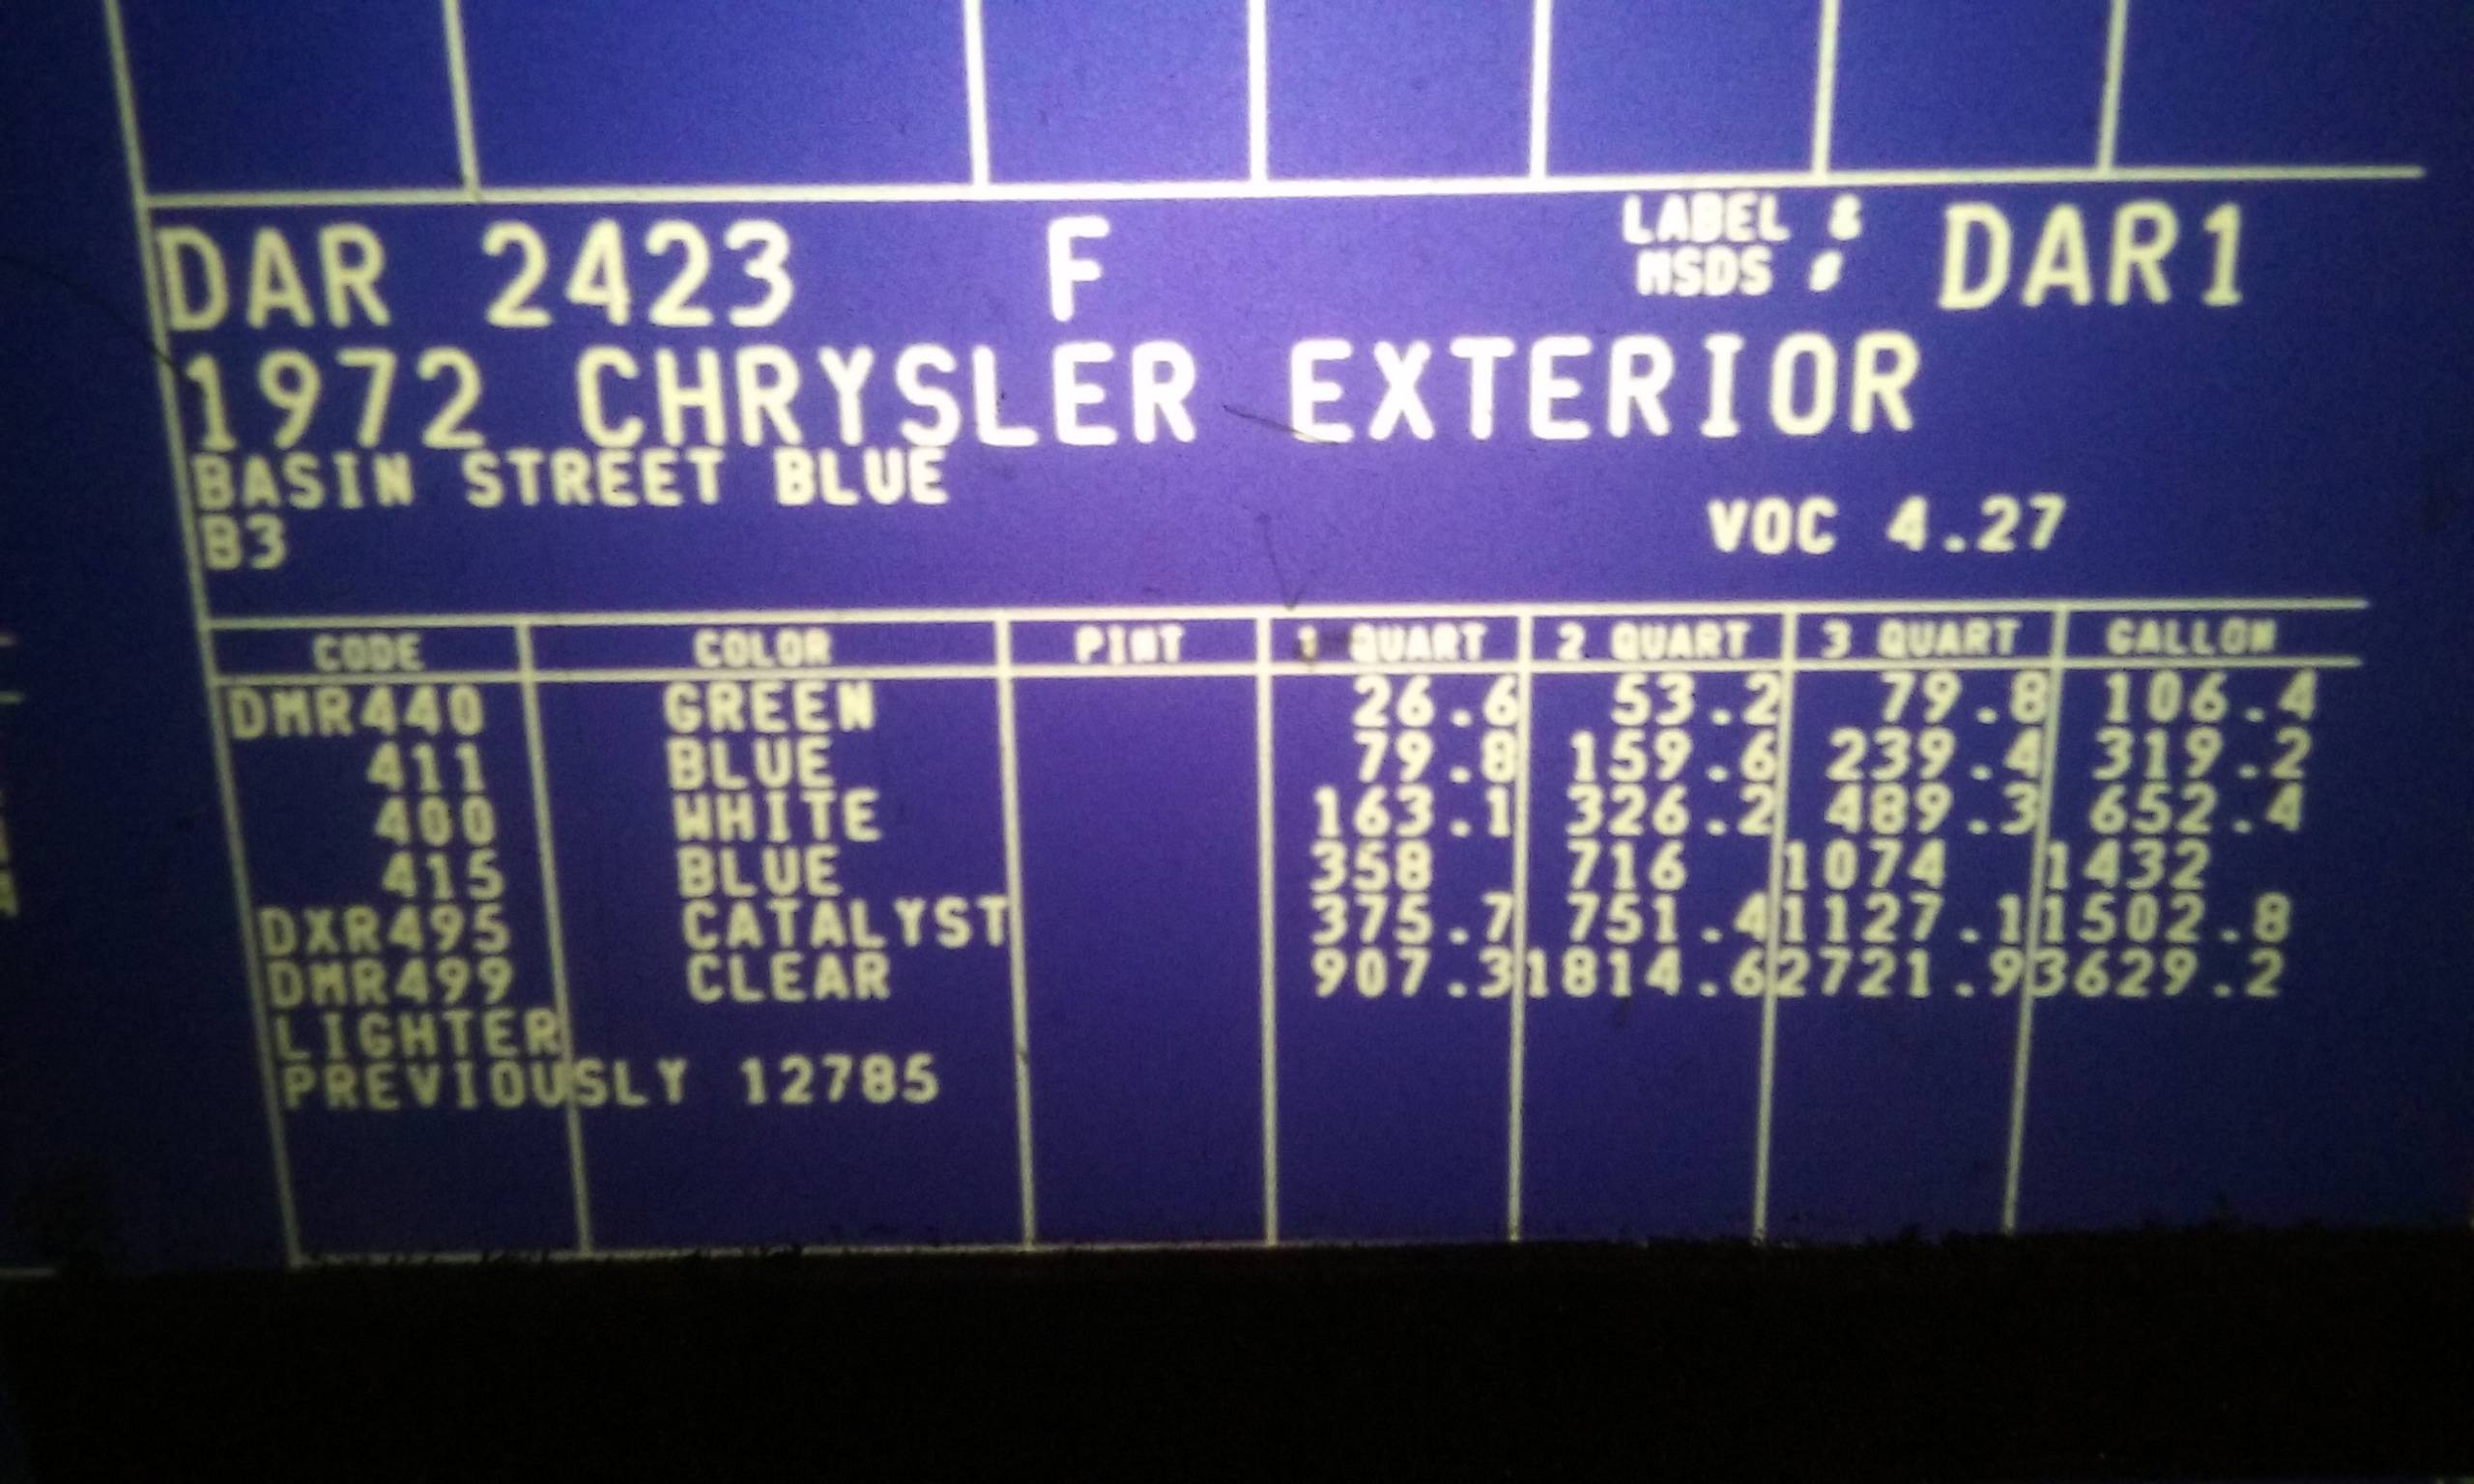 DAR 2423 F LABEL & MSDS # DAR1
1972 CHRYSLER EXTERIOR
BASIN STREET BLUE
B3 VOC 4.27
CODE COLOR PINT 1 QUART 2 QUART 3 QUART GALLON
DMR440 GREEN 26.6 53.2 79.8 106.4
411 BLUE 79.8 159.6 239.4 319.2
400 WHITE 163.1 326.2 489.3 652.4
415 BLUE 358 716 1074 1432
DXR495 CATALYST 375.7 751.4 1127.1 1502.8
DMR499 CLEAR 907.3 1814.6 2721.9 3629.2
LIGHTER
PREVIOUSLY 12785